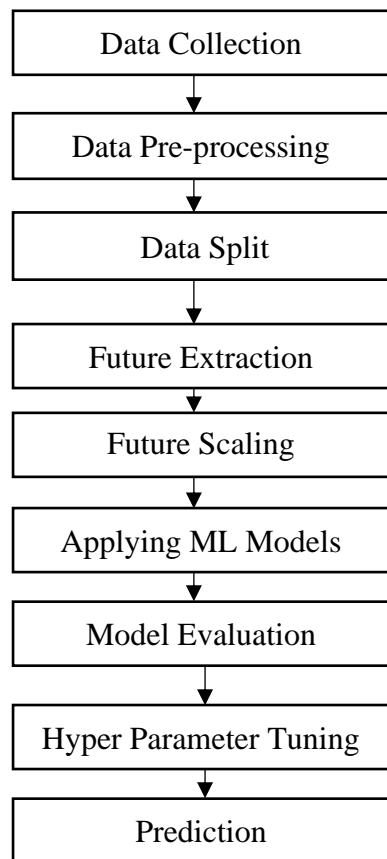 Data Collection
Data Pre-processing
Data Split
Future Extraction
Future Scaling
Applying ML Models
Model Evaluation
Hyper Parameter Tuning
Prediction